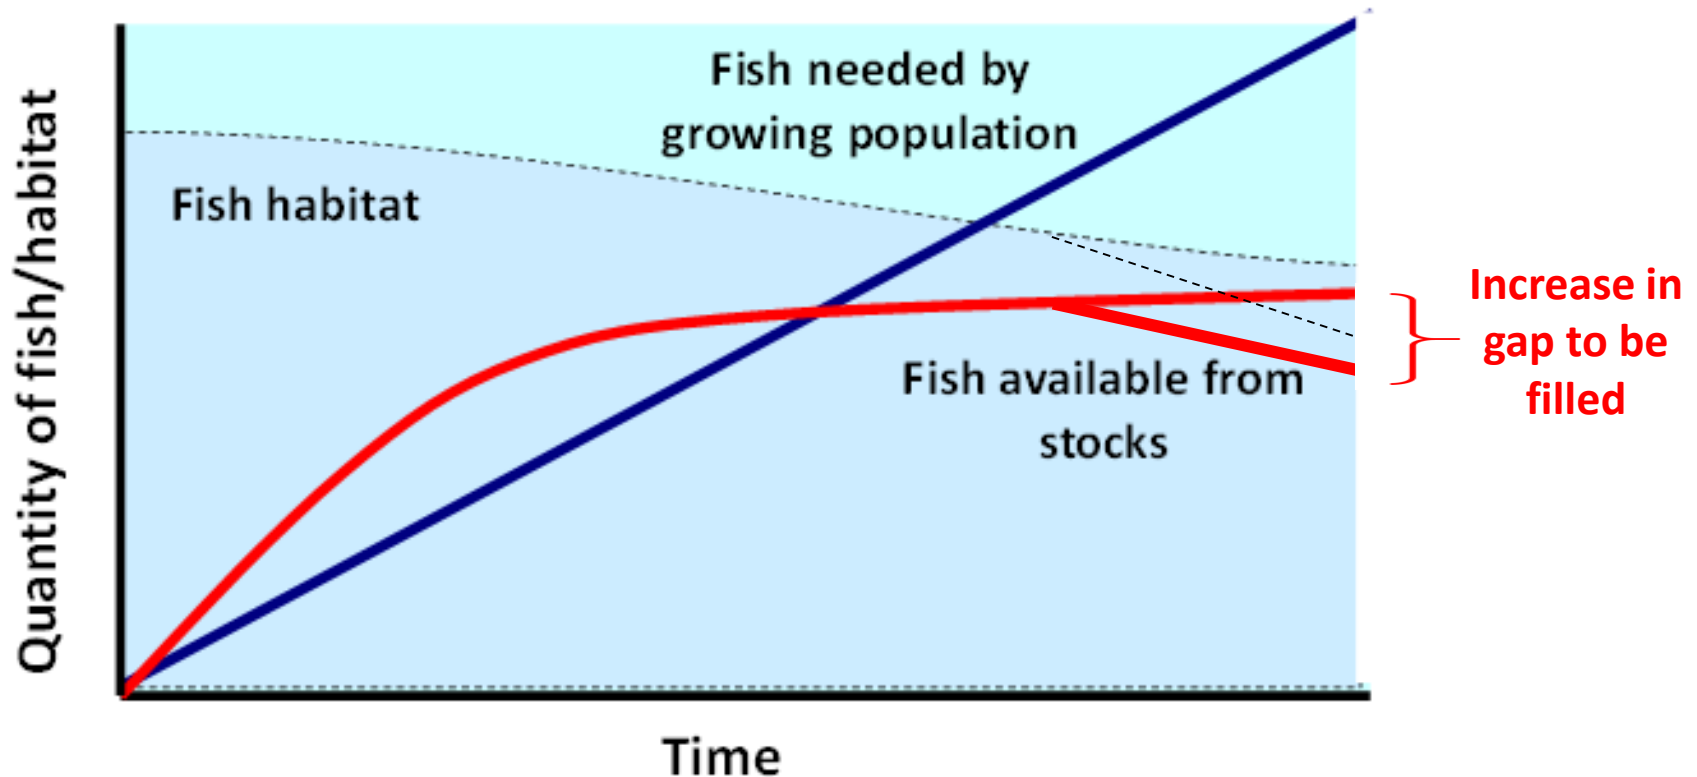 Quantity of fish/habitat
Fish needed by
growing population
Fish habitat
Fish available from
stocks
Increase in
gap to be
filled
Time